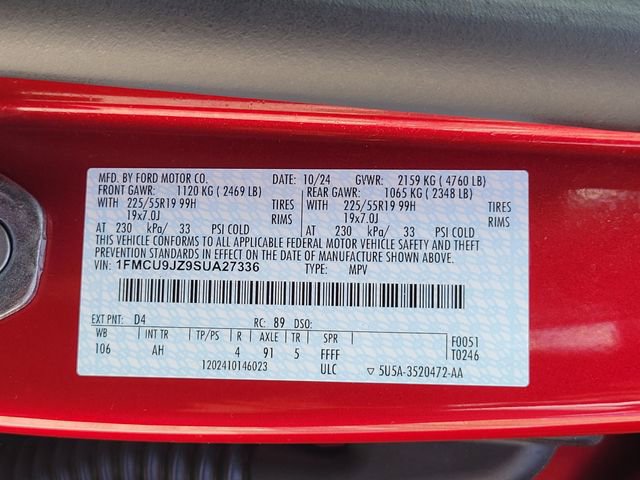 MFD. BY FORD MOTOR CO. DATE: 10/24 GVWR: 2159 KG ( 4760 LB)
FRONT GAWR: 1120 KG ( 2469 LB) REAR GAWR: 1065 KG ( 2348 LB)
WITH 225/55R19 99H TIRES WITH 225/55R19 99H TIRES
19x7.0J RIMS 19x7.0J RIMS
AT 230 kPa/ 33 PSI COLD AT 230 kPa/ 33 PSI COLD
THIS VEHICLE CONFORMS TO ALL APPLICABLE FEDERAL MOTOR VEHICLE SAFETY AND THEFT
PREVENTION STANDARDS IN EFFECT ON THE DATE OF MANUFACTURE SHOWN ABOVE.
VIN: 1FMCU9JZ9SUA27336 TYPE: MPV
EXT PNT: D4 RC: 89 DSO: F0051
WB INT TR TP/PS R AXLE TR SPR T0246
106 AH 4 91 5 FFFF
1202410146023 ULC ▽ 5U5A-3520472-AA